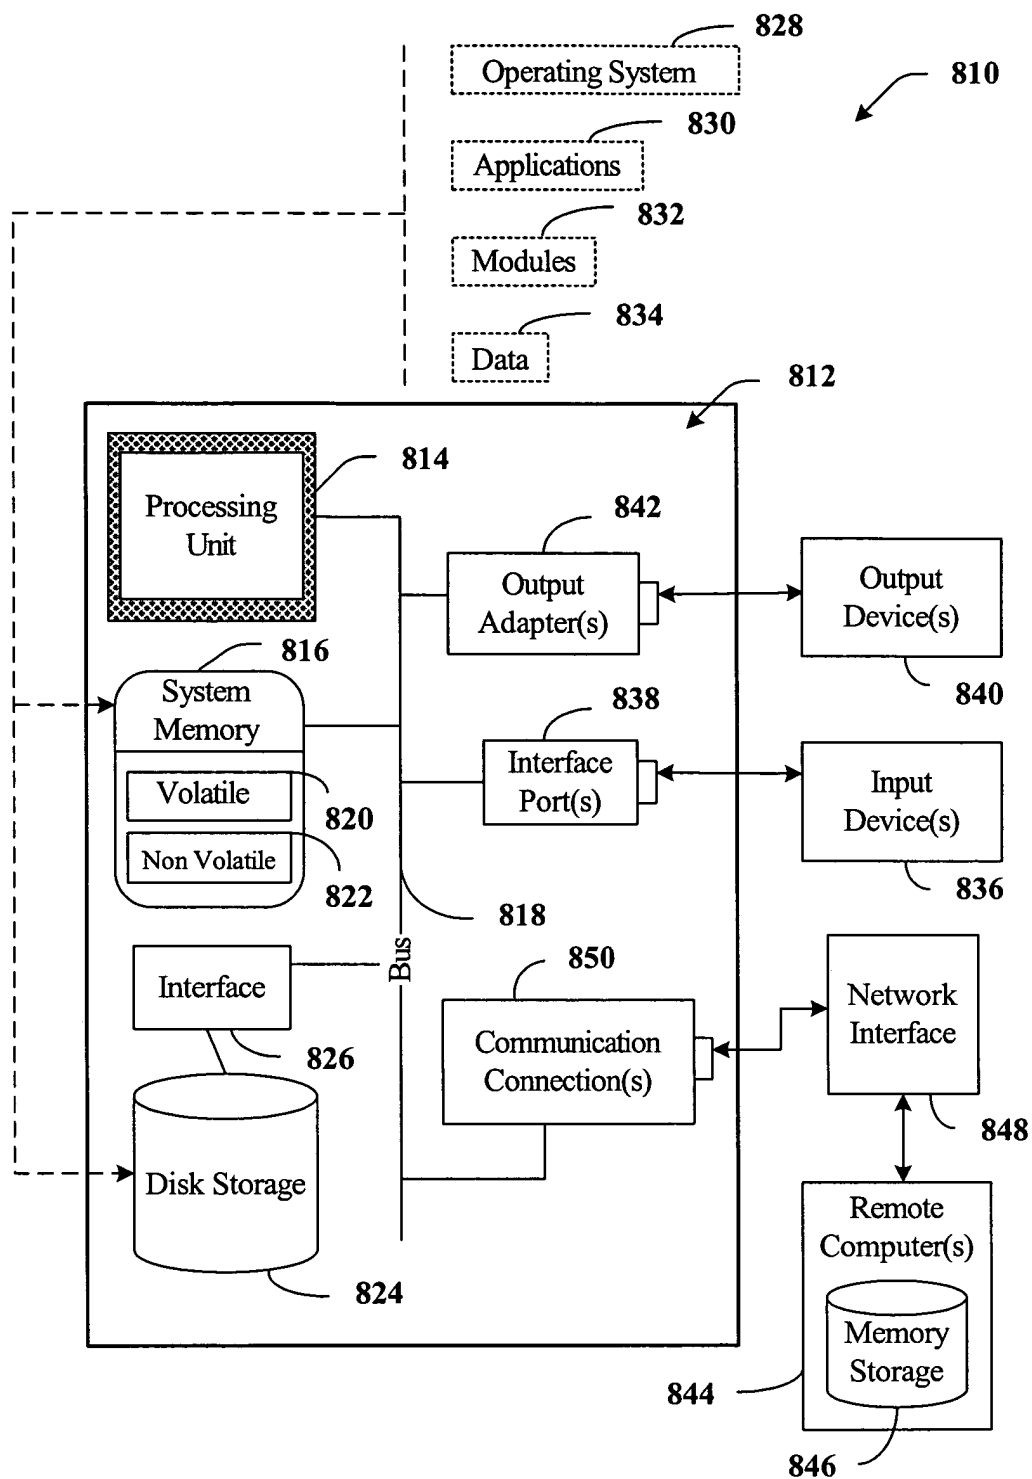 828
Operating System
810
830
Applications
832
Modules
834
Data
812
814
Processing
Unit
842
Output
Adapter(s)
Output
Device(s)
840
816
System
Memory
838
Interface
Port(s)
Input
Device(s)
836
Volatile
820
Non Volatile
822
818
Bus
850
Interface
826
Communication
Connection(s)
Network
Interface
848
Disk Storage
824
Remote
Computer(s)
Memory
Storage
844
846